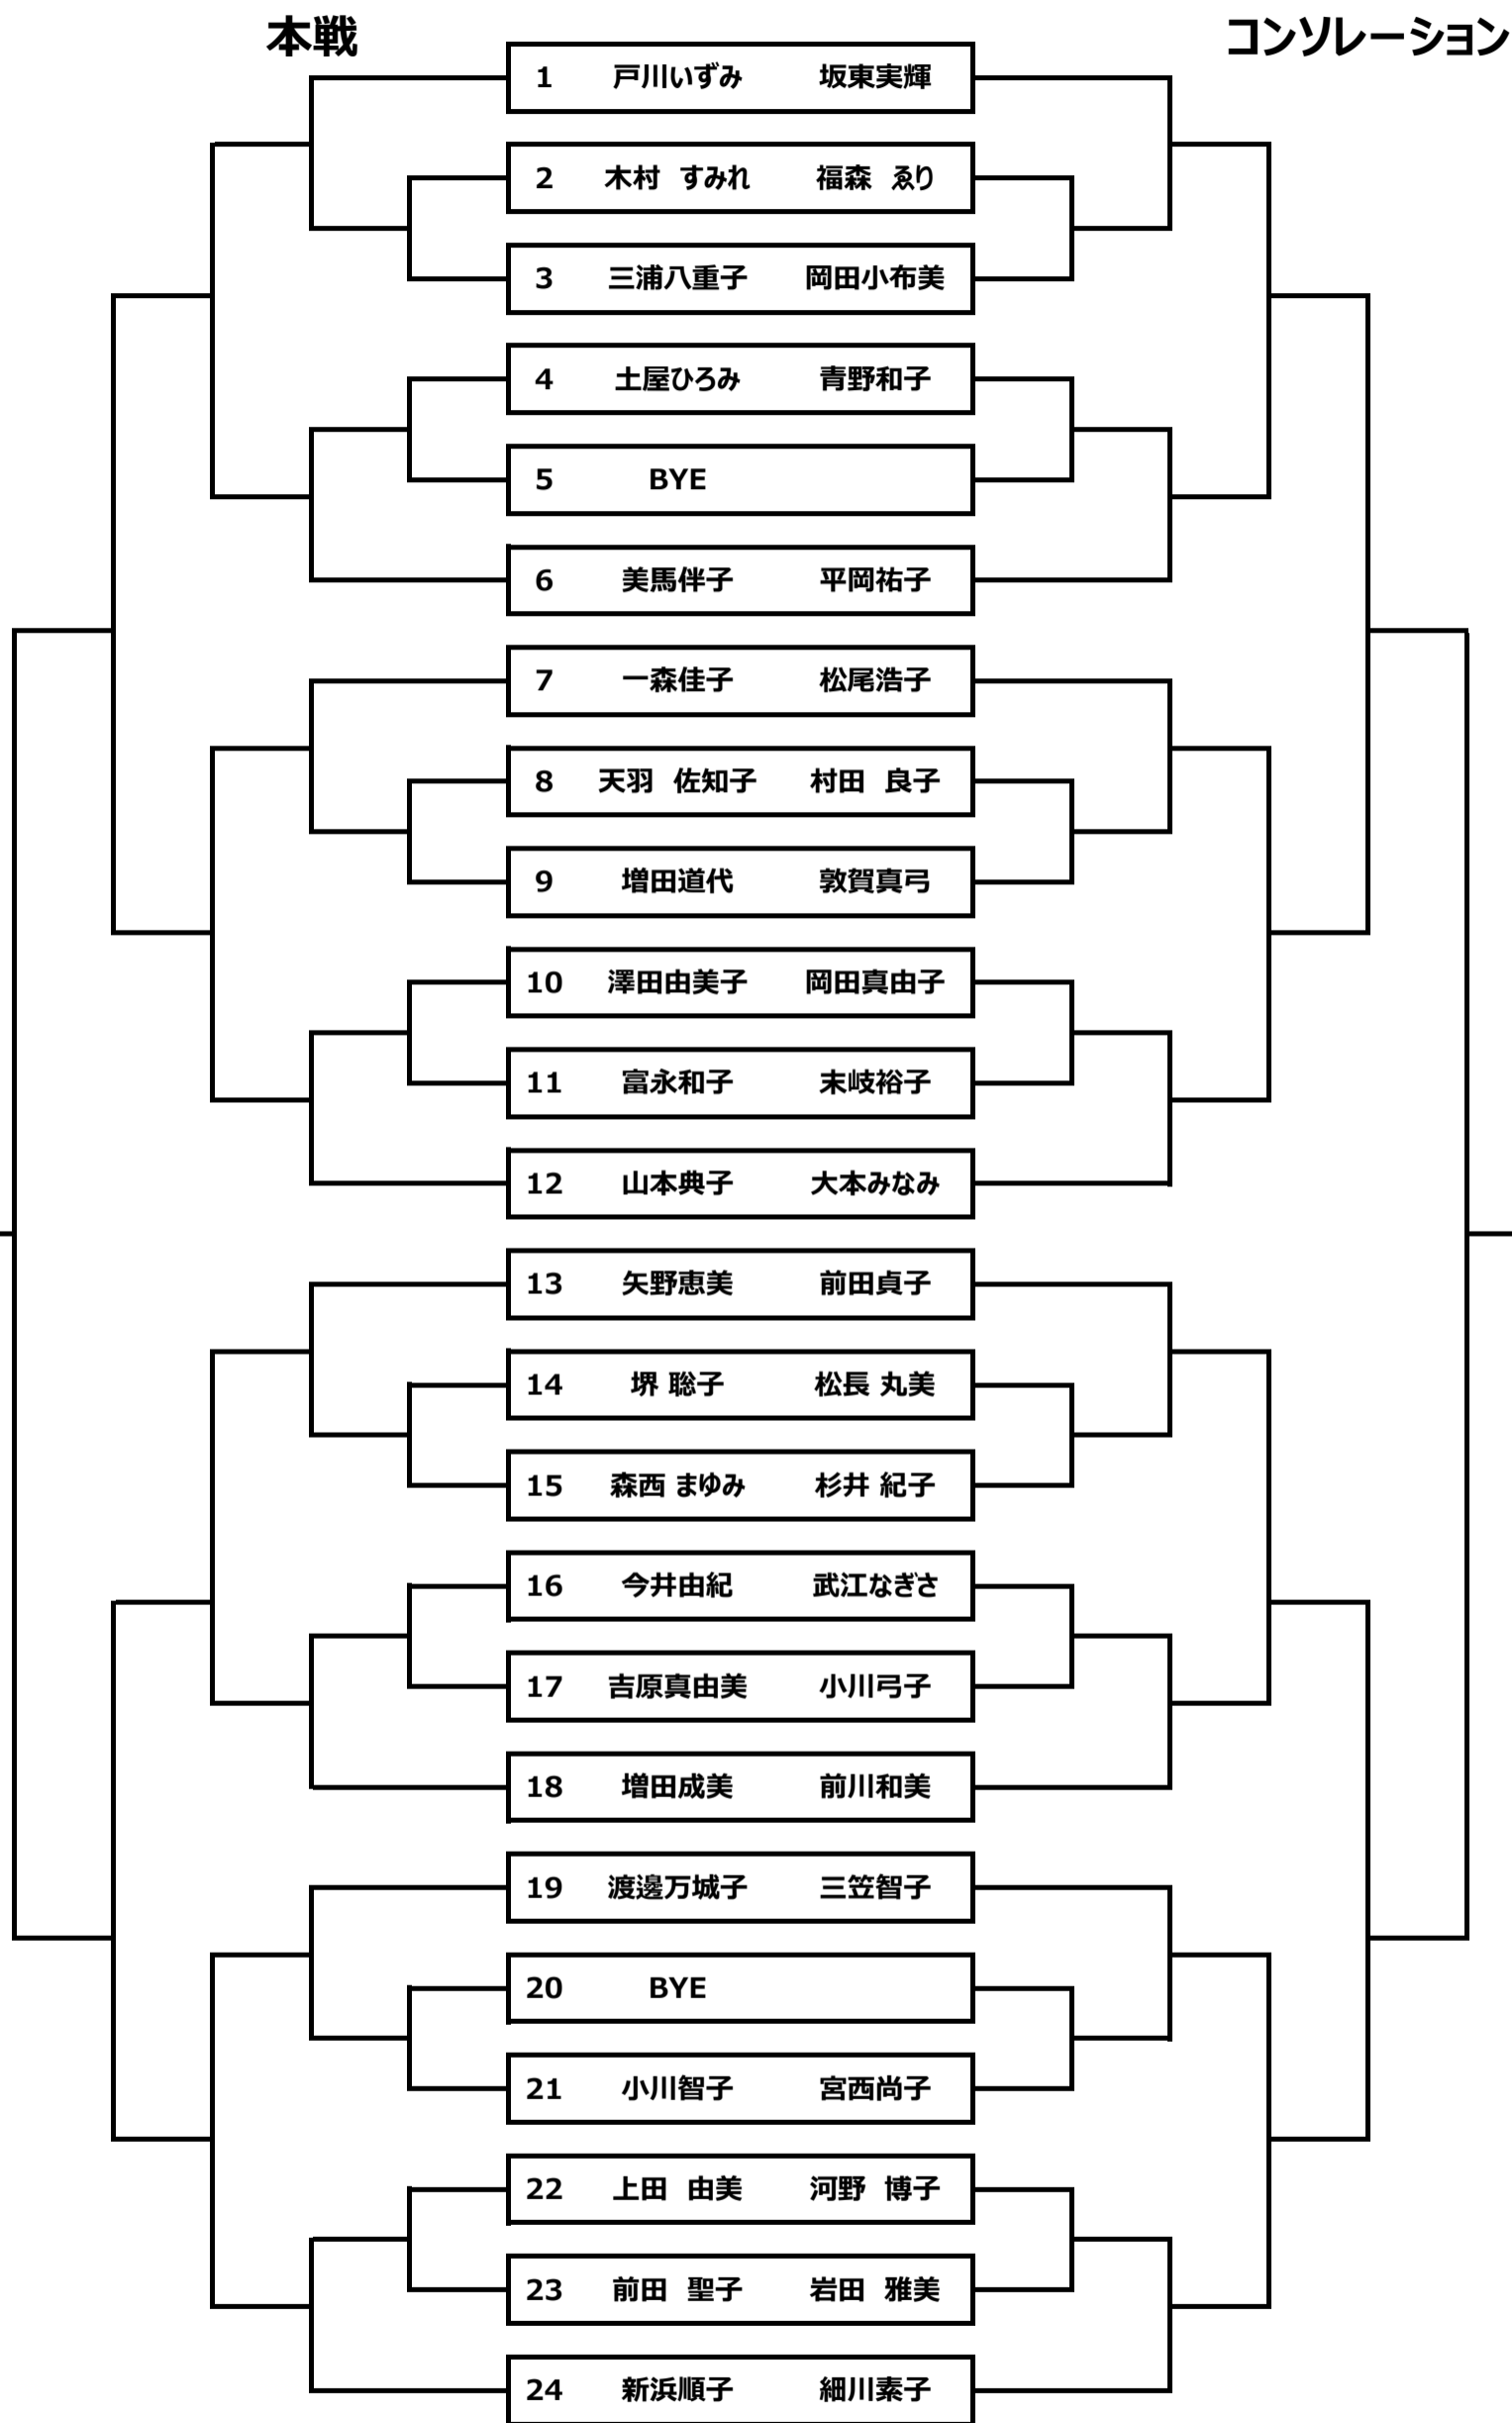 本戦 コンソレーション
1 戸川いずみ 坂東実輝
2 木村 すみれ 福森 ゑり
3 三浦八重子 岡田小布美
4 土屋ひろみ 青野和子
5 BYE
6 美馬伴子 平岡祐子
7 一森佳子 松尾浩子
8 天羽 佐知子 村田 良子
9 増田道代 敦賀真弓
10 澤田由美子 岡田真由子
11 富永和子 末岐裕子
12 山本典子 大本みなみ
13 矢野恵美 前田貞子
14 堺 聡子 松長 丸美
15 森西 まゆみ 杉井 紀子
16 今井由紀 武江なぎさ
17 吉原真由美 小川弓子
18 増田成美 前川和美
19 渡邊万城子 三笠智子
20 BYE
21 小川智子 宮西尚子
22 上田 由美 河野 博子
23 前田 聖子 岩田 雅美
24 新浜順子 細川素子